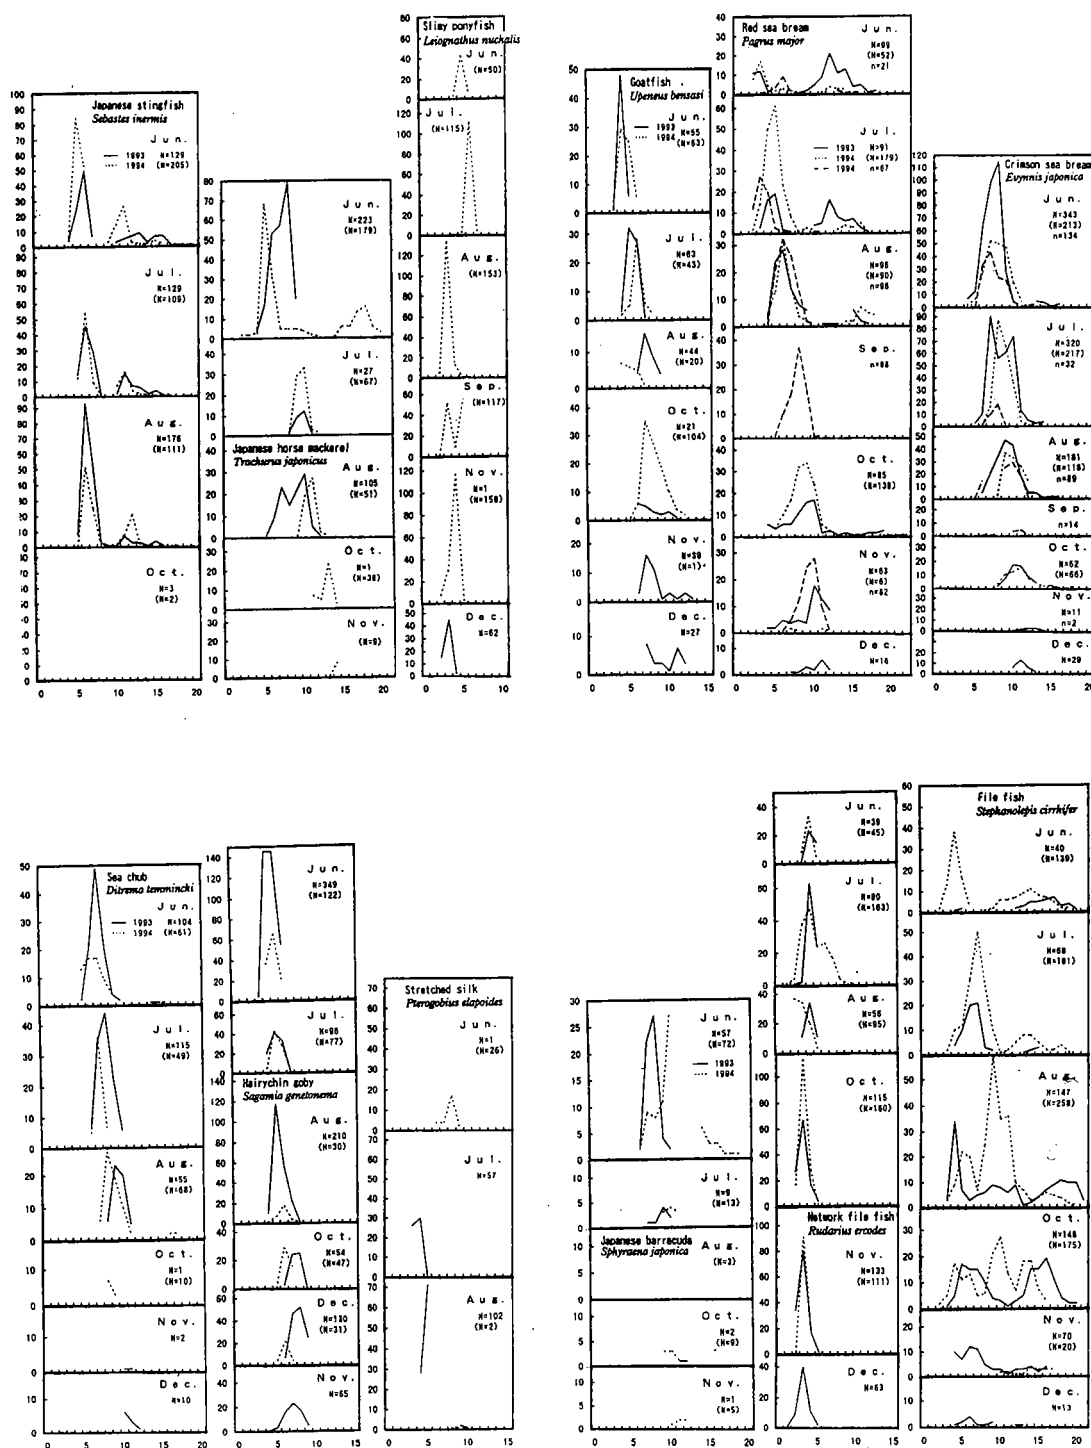 Japanese stingfish
Sebastes inermis
Jun.
1993 N=129
1994 (N=205)
Jul.
N=129
(N=109)
Aug.
N=176
(N=111)
Oct.
N=3
(N=2)
Jun.
N=223
(N=179)
Jul.
N=27
(N=67)
Japanese horse mackerel
Trachurus japonicus
Aug.
N=105
(N=51)
Oct.
N=1
(N=38)
Nov.
(N=9)
Slimy ponyfish
Leiognathus nuchalis
Jun.
(N=50)
Jul.
(N=115)
Aug.
(N=153)
Sep.
(N=117)
Nov.
N=1
(N=158)
Dec.
N=62
Goatfish
Upeneus bensasi
Jun.
1993 N=55
1994 (N=63)
Jul.
N=63
(N=43)
Aug.
N=44
(N=20)
Oct.
N=21
(N=104)
Nov.
N=39
(N=1)
Dec.
N=27
Red sea bream
Pagrus major
Jun.
N=99
(N=52)
n=21
Jul.
1993 N=91
1994 (N=179)
1994 n=67
Aug.
N=96
(N=90)
n=96
Sep.
n=86
Oct.
N=85
(N=138)
Nov.
N=63
(N=6)
n=82
Dec.
N=16
Crimson sea bream
Evynnis japonica
Jun.
N=343
(N=213)
n=134
Jul.
N=320
(N=217)
n=32
Aug.
N=181
(N=118)
n=89
Sep.
n=14
Oct.
N=62
(N=66)
Nov.
N=11
n=2
Dec.
N=29
Sea chub
Ditrema temmincki
Jun.
1993 N=104
1994 (N=61)
Jul.
N=115
(N=49)
Aug.
N=55
(N=68)
Oct.
N=1
(N=10)
Nov.
N=2
Dec.
N=10
Jun.
N=349
(N=122)
Jul.
N=96
(N=77)
Hairychin goby
Sagamia genetonema
Aug.
N=210
(N=30)
Oct.
N=54
(N=47)
Dec.
N=130
(N=31)
Nov.
N=65
Stretched silk
Pterogobius elapoides
Jun.
N=1
(N=26)
Jul.
N=57
Aug.
N=102
(N=2)
Jun.
N=57
(N=72)
1993
1994
Jul.
N=9
(N=13)
Japanese barracuda
Sphyraena japonica
Aug.
(N=3)
Oct.
N=2
(N=9)
Nov.
N=1
(N=5)
Jun.
N=39
(N=45)
Jul.
N=80
(N=163)
Aug.
N=56
(N=95)
Oct.
N=115
(N=160)
Network file fish
Rudarius ercodes
Nov.
N=133
(N=111)
Dec.
N=63
File fish
Stephanolepis cirrhifer
Jun.
N=40
(N=139)
Jul.
N=68
(N=181)
Aug.
N=147
(N=258)
Oct.
N=148
(N=175)
Nov.
N=70
(N=20)
Dec.
N=13